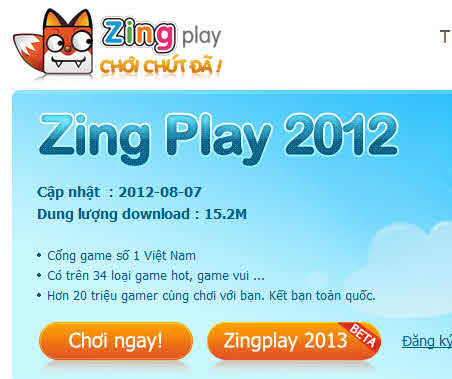 Zing play
CHƠI CHÚT ĐÃ !
T
Zing Play 2012
Cập nhật : 2012-08-07
Dung lượng download : 15.2M
Cổng game số 1 Việt Nam
Có trên 34 loại game hot, game vui ...
Hơn 20 triệu gamer cùng chơi với bạn. Kết bạn toàn quốc.
Chơi ngay!
Zingplay 2013 BETA
Đăng ký